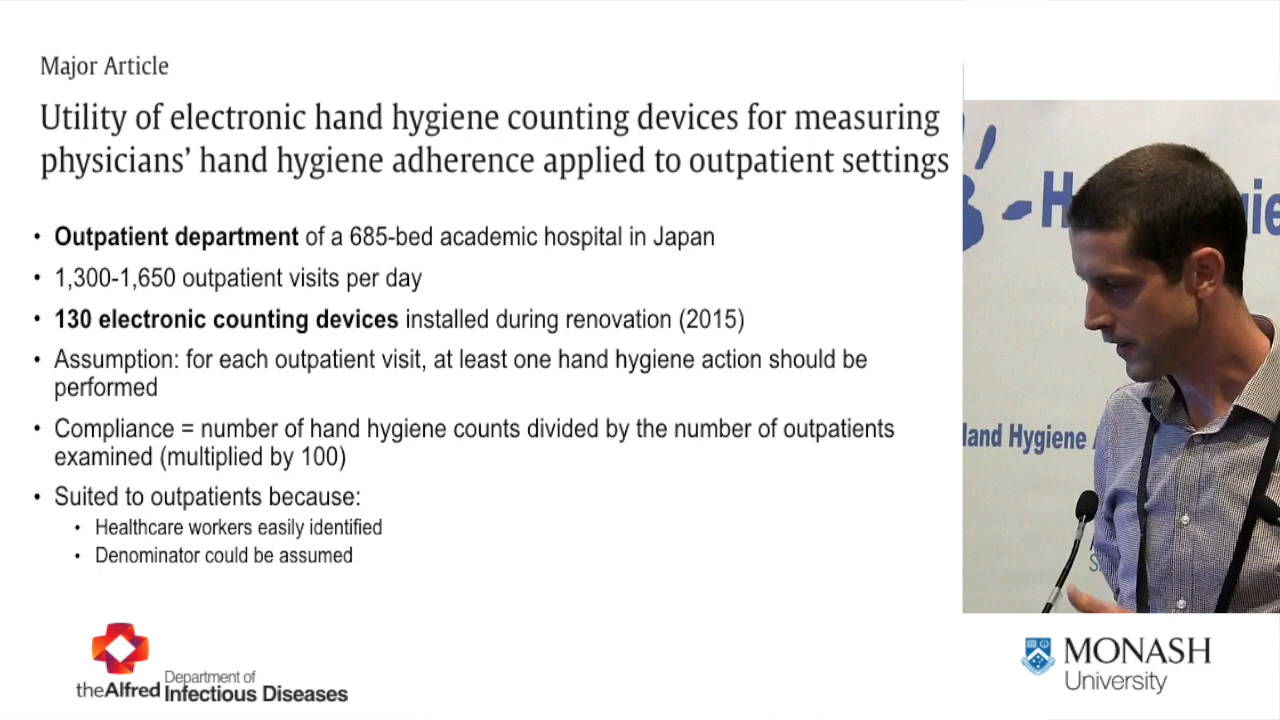 Major Article
Utility of electronic hand hygiene counting devices for measuring
physicians’ hand hygiene adherence applied to outpatient settings
• Outpatient department of a 685-bed academic hospital in Japan
• 1,300-1,650 outpatient visits per day
• 130 electronic counting devices installed during renovation (2015)
• Assumption: for each outpatient visit, at least one hand hygiene action should be
performed
• Compliance = number of hand hygiene counts divided by the number of outpatients
examined (multiplied by 100)
• Suited to outpatients because:
• Healthcare workers easily identified
• Denominator could be assumed
Hand Hygiene
theAlfred
Department of
Infectious Diseases
MONASH
University